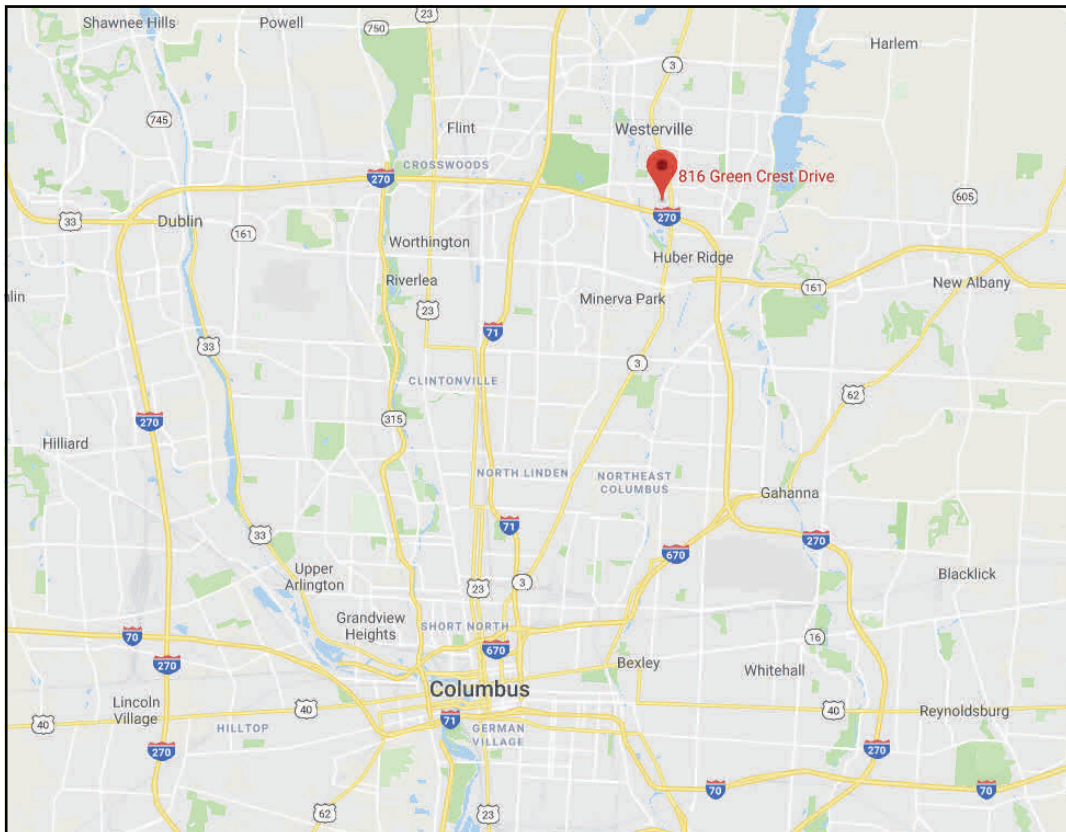 23
Shawnee Hills
Powell
750
Harlem
3
745
Flint
Westerville
CROSSWOODS
270
816 Green Crest Drive
605
33
Dublin
161
270
Worthington
Huber Ridge
Riverlea
Minerva Park
161
New Albany
lin
23
71
33
3
CLINTONVILLE
62
270
315
Hilliard
NORTH LINDEN
NORTHEAST
COLUMBUS
Gahanna
71
33
270
670
Upper
Arlington
Blacklick
23
3
Grandview
Heights
SHORT NORTH
70
16
670
270
Bexley
Whitehall
Columbus
Lincoln
Village
40
40
HILLTOP
71
GERMAN
VILLAGE
40
Reynoldsburg
270
270
70
70
62
23